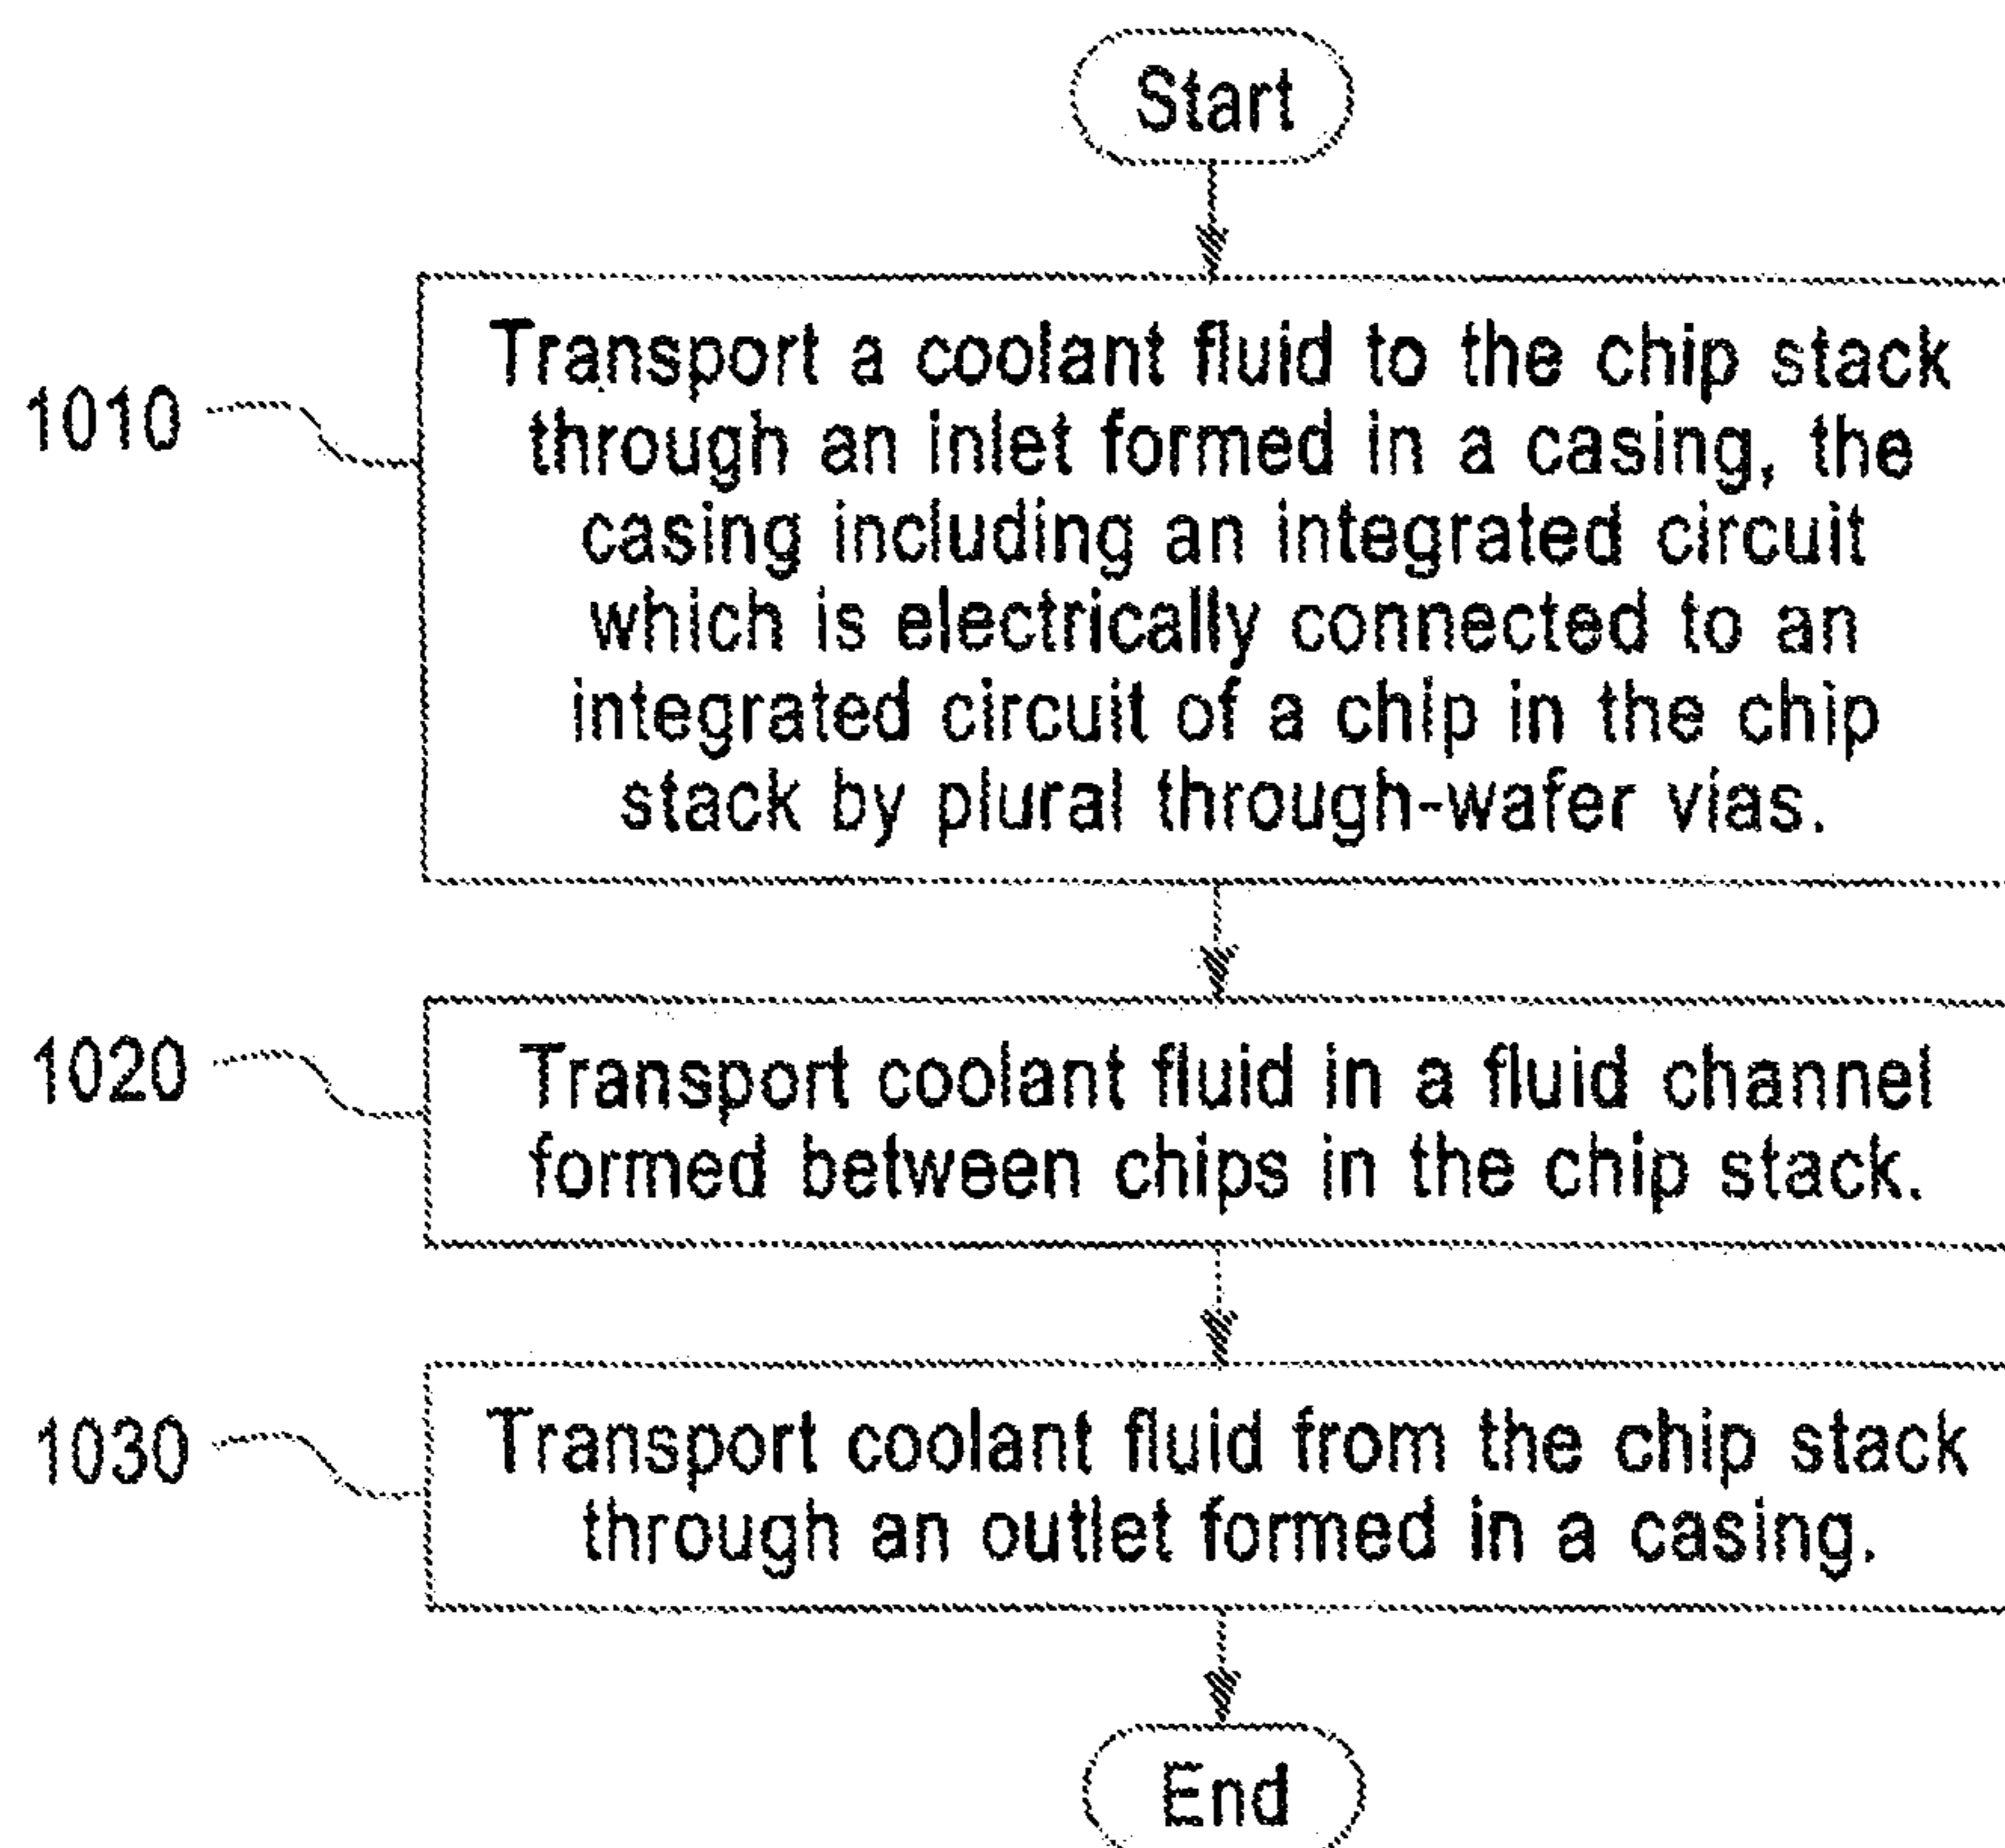 Start
1010
Transport a coolant fluid to the chip stack
through an inlet formed in a casing, the
casing including an integrated circuit
which is electrically connected to an
integrated circuit of a chip in the chip
stack by plural through-wafer vias.
1020
Transport coolant fluid in a fluid channel
formed between chips in the chip stack.
1030
Transport coolant fluid from the chip stack
through an outlet formed in a casing.
End